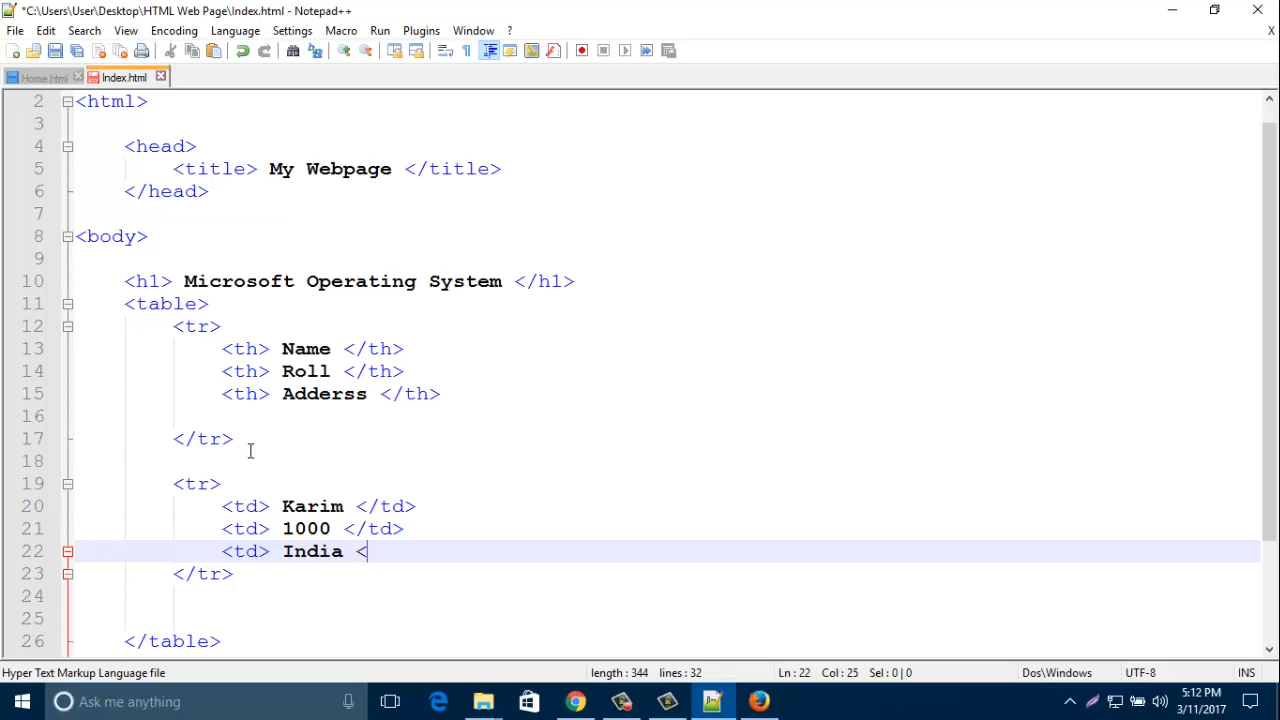 *C:\Users\User\Desktop\HTML Web Page\Index.html - Notepad++
File Edit Search View Encoding Language Settings Macro Run Plugins Window ? X
Home.html Index.html
2 <html>
3
4 <head>
5 <title> My Webpage </title>
6 </head>
7
8 <body>
9
10 <h1> Microsoft Operating System </h1>
11 <table>
12 <tr>
13 <th> Name </th>
14 <th> Roll </th>
15 <th> Adderss </th>
16
17 </tr>
18
19 <tr>
20 <td> Karim </td>
21 <td> 1000 </td>
22 <td> India <
23 </tr>
24
25
26 </table>
Hyper Text Markup Language file length : 344 lines : 32 Ln : 22 Col : 25 Sel : 0 | 0 Dos\Windows UTF-8 INS
Ask me anything 5:12 PM
3/11/2017